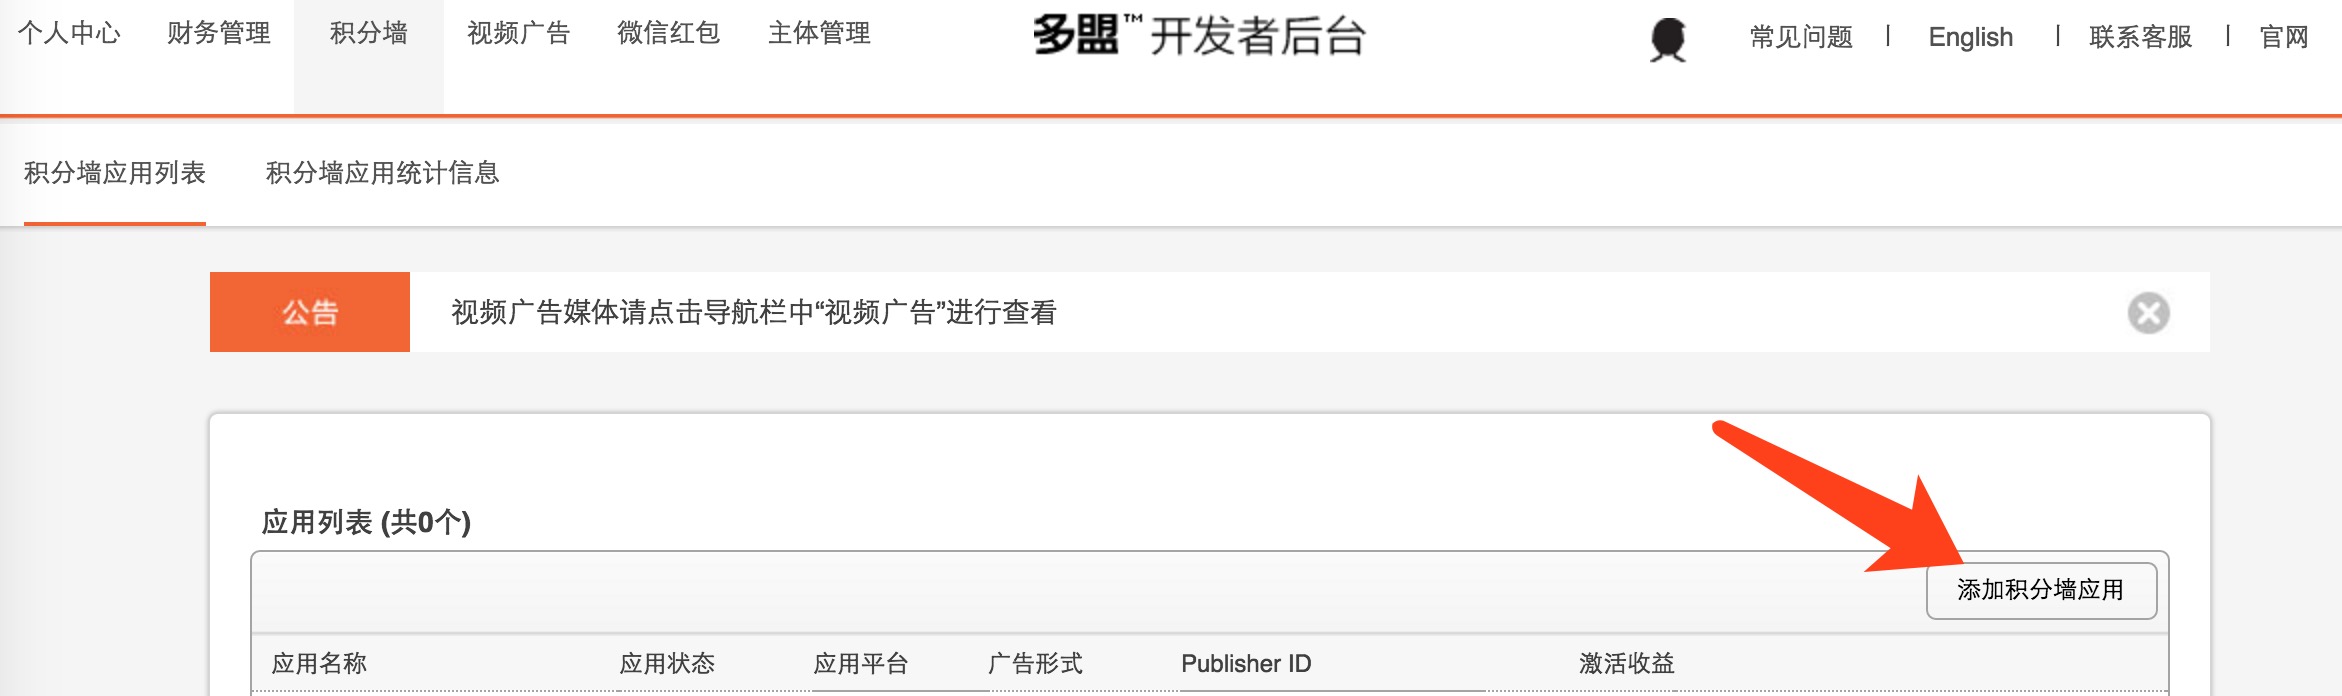 个人中心 财务管理 积分墙 视频广告 微信红包 主体管理 多盟™开发者后台 常见问题 | English | 联系客服 | 官网
积分墙应用列表 积分墙应用统计信息
公告 视频广告媒体请点击导航栏中“视频广告”进行查看
应用列表 (共0个)
添加积分墙应用
应用名称 应用状态 应用平台 广告形式 Publisher ID 激活收益